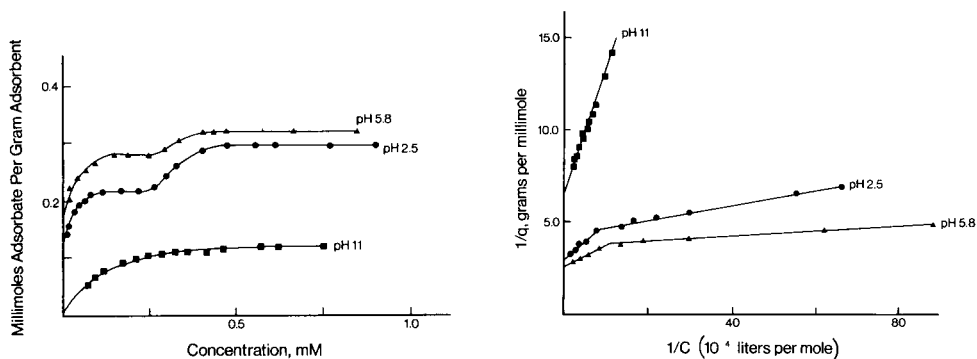 Millimoles Adsorbate Per Gram Adsorbent
0.4
0.2
pH 5.8
pH 2.5
pH 11
0.5
1.0
Concentration, mM
1/q, grams per millimole
15.0
10.0
5.0
pH 11
pH 2.5
pH 5.8
40
80
1/C (10⁴ liters per mole)